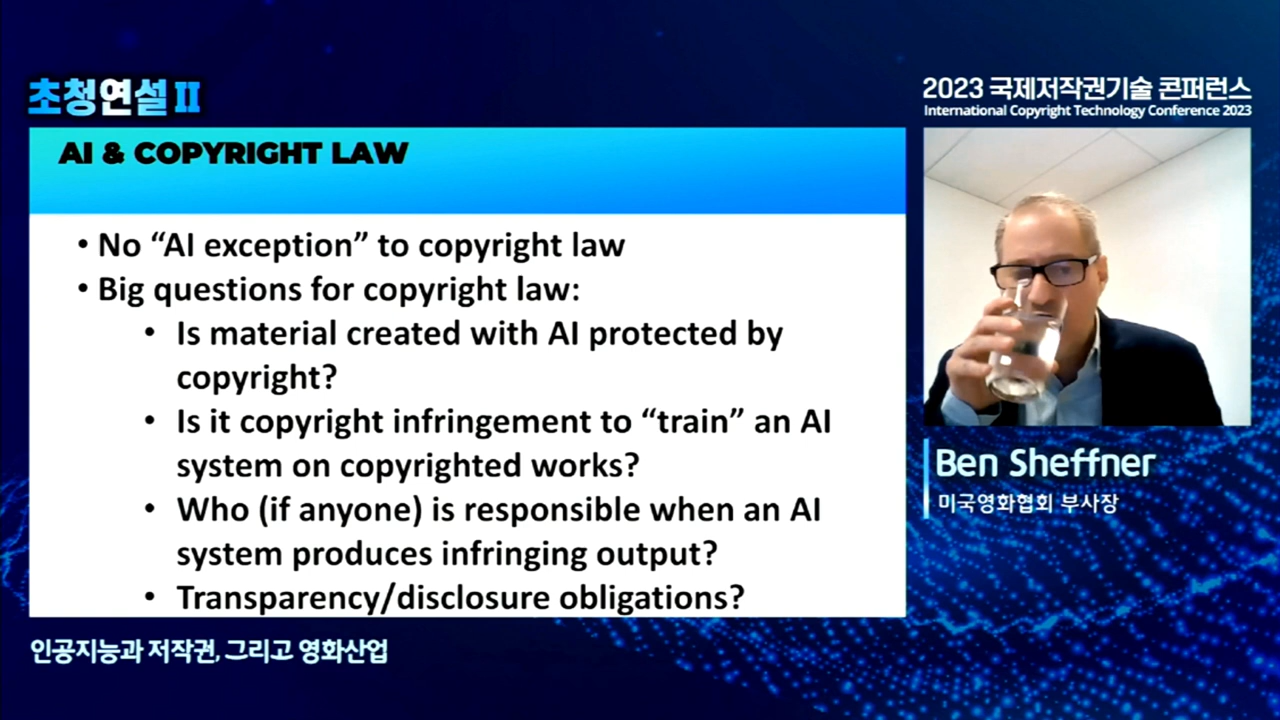 초청연설 II
2023 국제저작권기술 콘퍼런스
International Copyright Technology Conference 2023
AI & COPYRIGHT LAW
• No “AI exception” to copyright law
• Big questions for copyright law:
• Is material created with AI protected by
copyright?
• Is it copyright infringement to “train” an AI
system on copyrighted works?
• Who (if anyone) is responsible when an AI
system produces infringing output?
• Transparency/disclosure obligations?
Ben Sheffner
미국영화협회 부사장
인공지능과 저작권, 그리고 영화산업